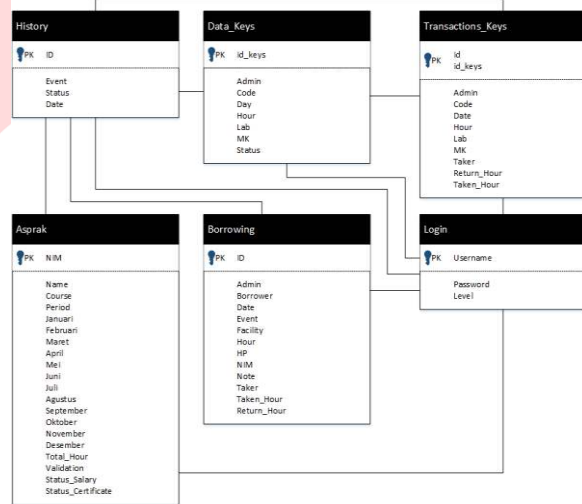 History
PK ID
Event
Status
Date
Data_Keys
PK id_keys
Admin
Code
Day
Hour
Lab
MK
Status
Transactions_Keys
PK id
id_keys
Admin
Code
Date
Hour
Lab
MK
Taker
Return_Hour
Taken_Hour
Asprak
PK NIM
Name
Course
Period
Januari
Februari
Maret
April
Mei
Juni
Juli
Agustus
September
Oktober
November
Desember
Total_Hour
Validation
Status_Salary
Status_Certificate
Borrowing
PK ID
Admin
Borrower
Date
Event
Facility
Hour
HP
NIM
Note
Taker
Taken_Hour
Return_Hour
Login
PK Username
Password
Level